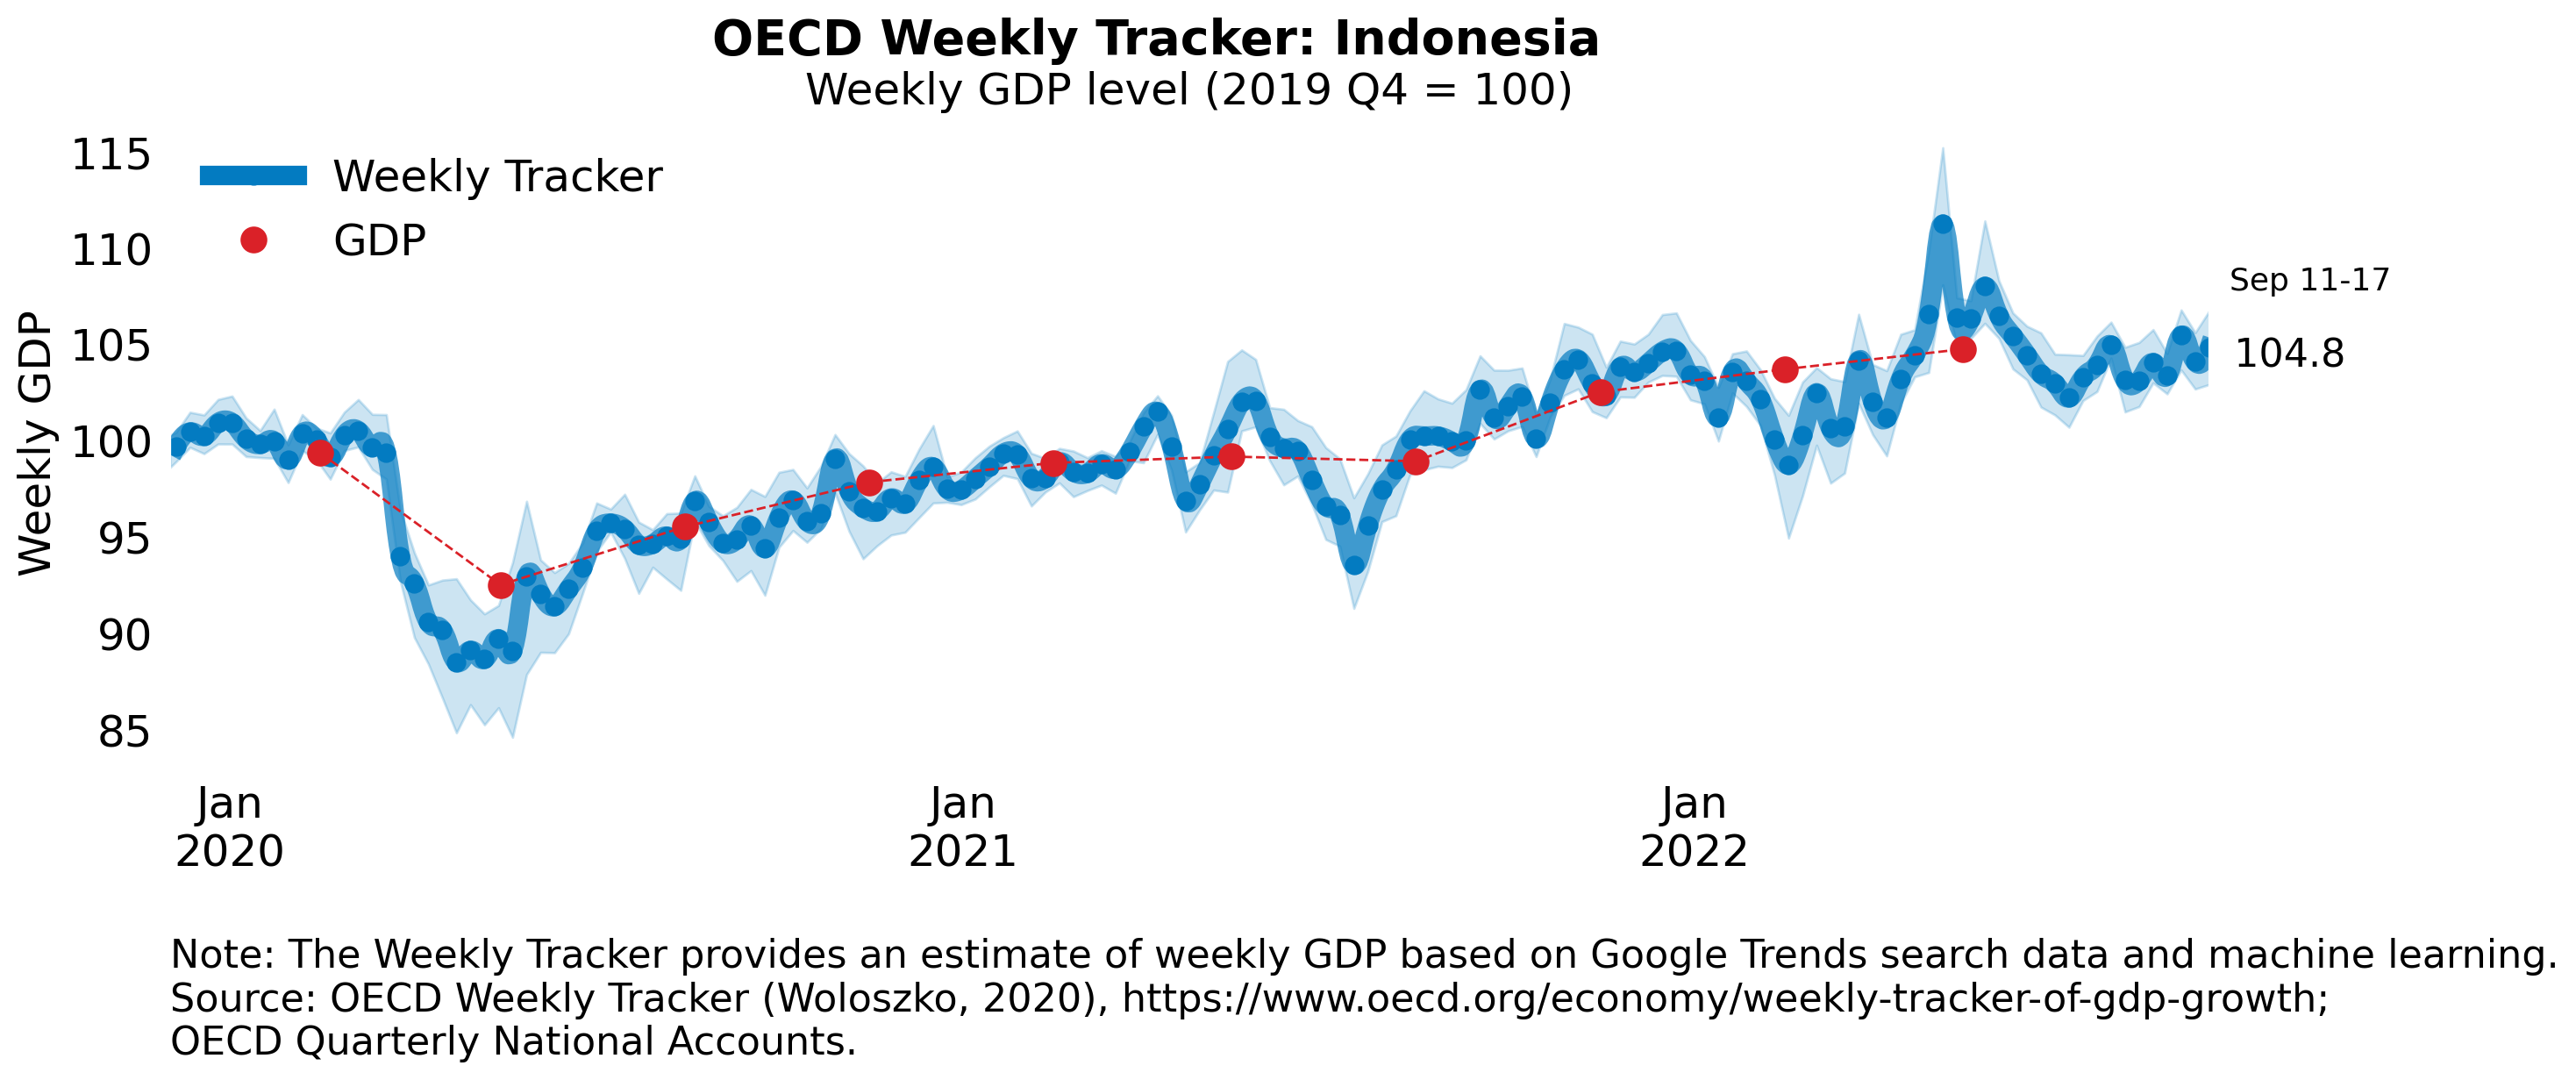 OECD Weekly Tracker: Indonesia
Weekly GDP level (2019 Q4 = 100)
Weekly Tracker
GDP
Weekly GDP
115
110
105
100
95
90
85
Sep 11-17
104.8
Jan
2020
Jan
2021
Jan
2022
Note: The Weekly Tracker provides an estimate of weekly GDP based on Google Trends search data and machine learning.
Source: OECD Weekly Tracker (Woloszko, 2020), https://www.oecd.org/economy/weekly-tracker-of-gdp-growth;
OECD Quarterly National Accounts.